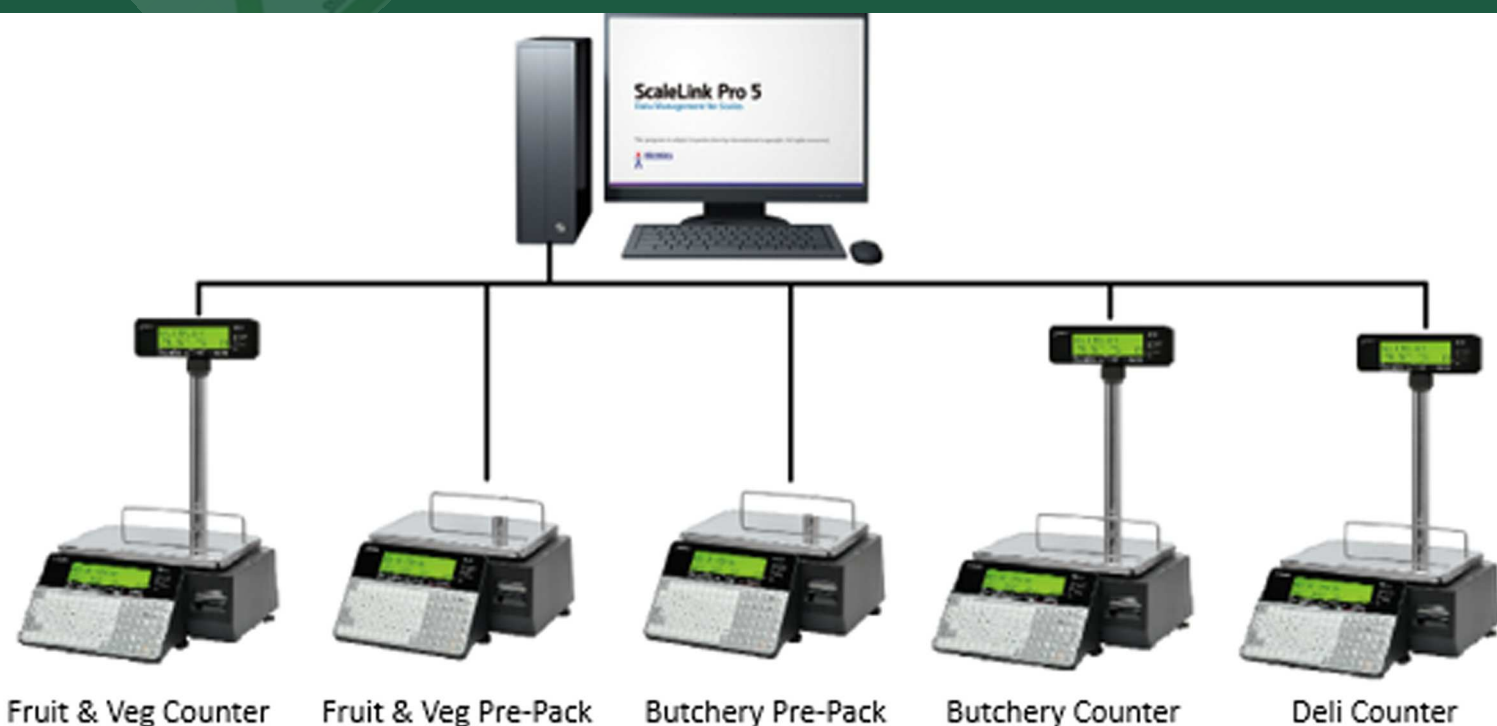 ScaleLink Pro 5
Data Management for Scales
Fruit & Veg Counter
Fruit & Veg Pre-Pack
Butchery Pre-Pack
Butchery Counter
Deli Counter